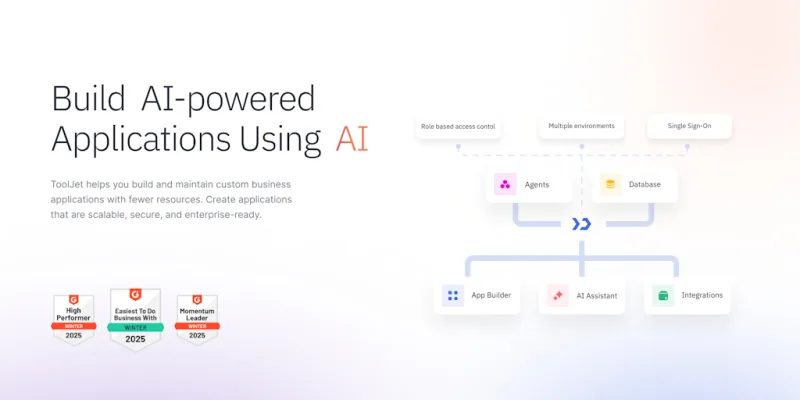 Build AI-powered
Applications Using AI
ToolJet helps you build and maintain custom business
applications with fewer resources. Create applications
that are scalable, secure, and enterprise-ready.
High
Performer
WINTER
2025
Easiest To Do
Business With
WINTER
2025
Momentum
Leader
WINTER
2025
Role based access contol
Multiple environments
Single Sign-On
Agents
Database
App Builder
AI Assistant
Integrations